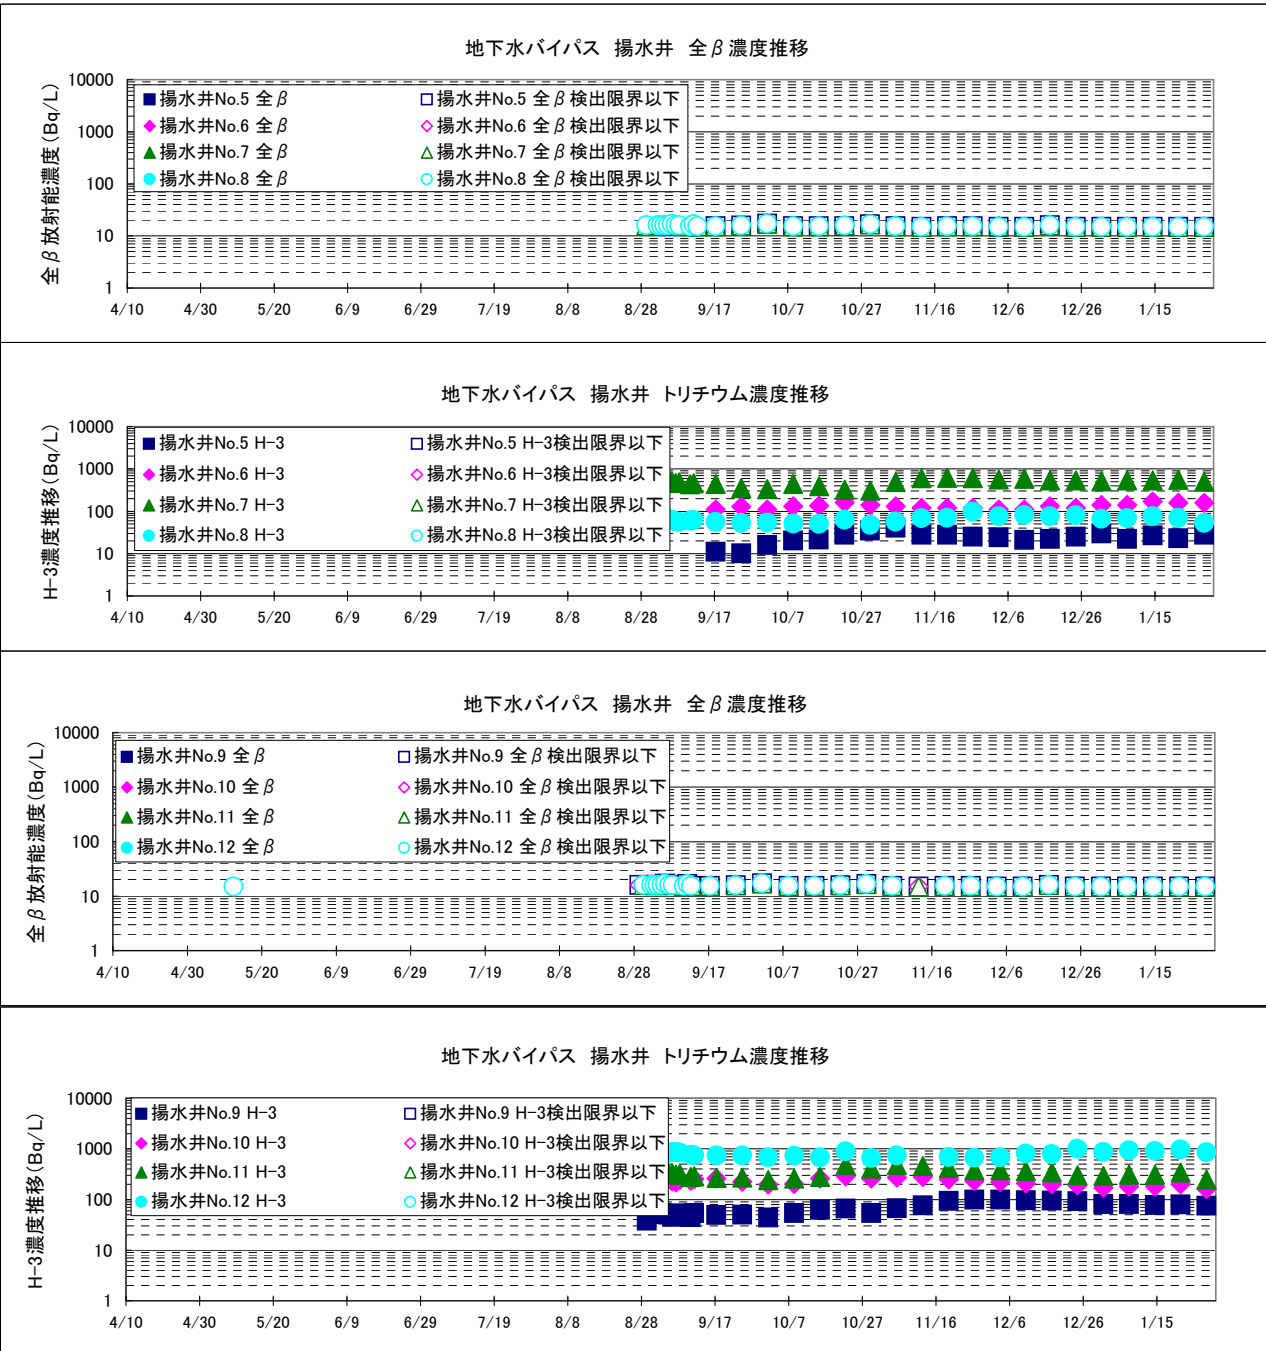 地下水バイパス 揚水井 全β濃度推移
全β放射能濃度(Bq/L)
10000
1000
100
10
1
揚水井No.5 全β 揚水井No.5 全β検出限界以下
揚水井No.6 全β 揚水井No.6 全β検出限界以下
揚水井No.7 全β 揚水井No.7 全β検出限界以下
揚水井No.8 全β 揚水井No.8 全β検出限界以下
4/10 4/30 5/20 6/9 6/29 7/19 8/8 8/28 9/17 10/7 10/27 11/16 12/6 12/26 1/15
地下水バイパス 揚水井 トリチウム濃度推移
H-3濃度推移(Bq/L)
10000
1000
100
10
1
揚水井No.5 H-3 揚水井No.5 H-3検出限界以下
揚水井No.6 H-3 揚水井No.6 H-3検出限界以下
揚水井No.7 H-3 揚水井No.7 H-3検出限界以下
揚水井No.8 H-3 揚水井No.8 H-3検出限界以下
4/10 4/30 5/20 6/9 6/29 7/19 8/8 8/28 9/17 10/7 10/27 11/16 12/6 12/26 1/15
地下水バイパス 揚水井 全β濃度推移
全β放射能濃度(Bq/L)
10000
1000
100
10
1
揚水井No.9 全β 揚水井No.9 全β検出限界以下
揚水井No.10 全β 揚水井No.10 全β検出限界以下
揚水井No.11 全β 揚水井No.11 全β検出限界以下
揚水井No.12 全β 揚水井No.12 全β検出限界以下
4/10 4/30 5/20 6/9 6/29 7/19 8/8 8/28 9/17 10/7 10/27 11/16 12/6 12/26 1/15
地下水バイパス 揚水井 トリチウム濃度推移
H-3濃度推移(Bq/L)
10000
1000
100
10
1
揚水井No.9 H-3 揚水井No.9 H-3検出限界以下
揚水井No.10 H-3 揚水井No.10 H-3検出限界以下
揚水井No.11 H-3 揚水井No.11 H-3検出限界以下
揚水井No.12 H-3 揚水井No.12 H-3検出限界以下
4/10 4/30 5/20 6/9 6/29 7/19 8/8 8/28 9/17 10/7 10/27 11/16 12/6 12/26 1/15